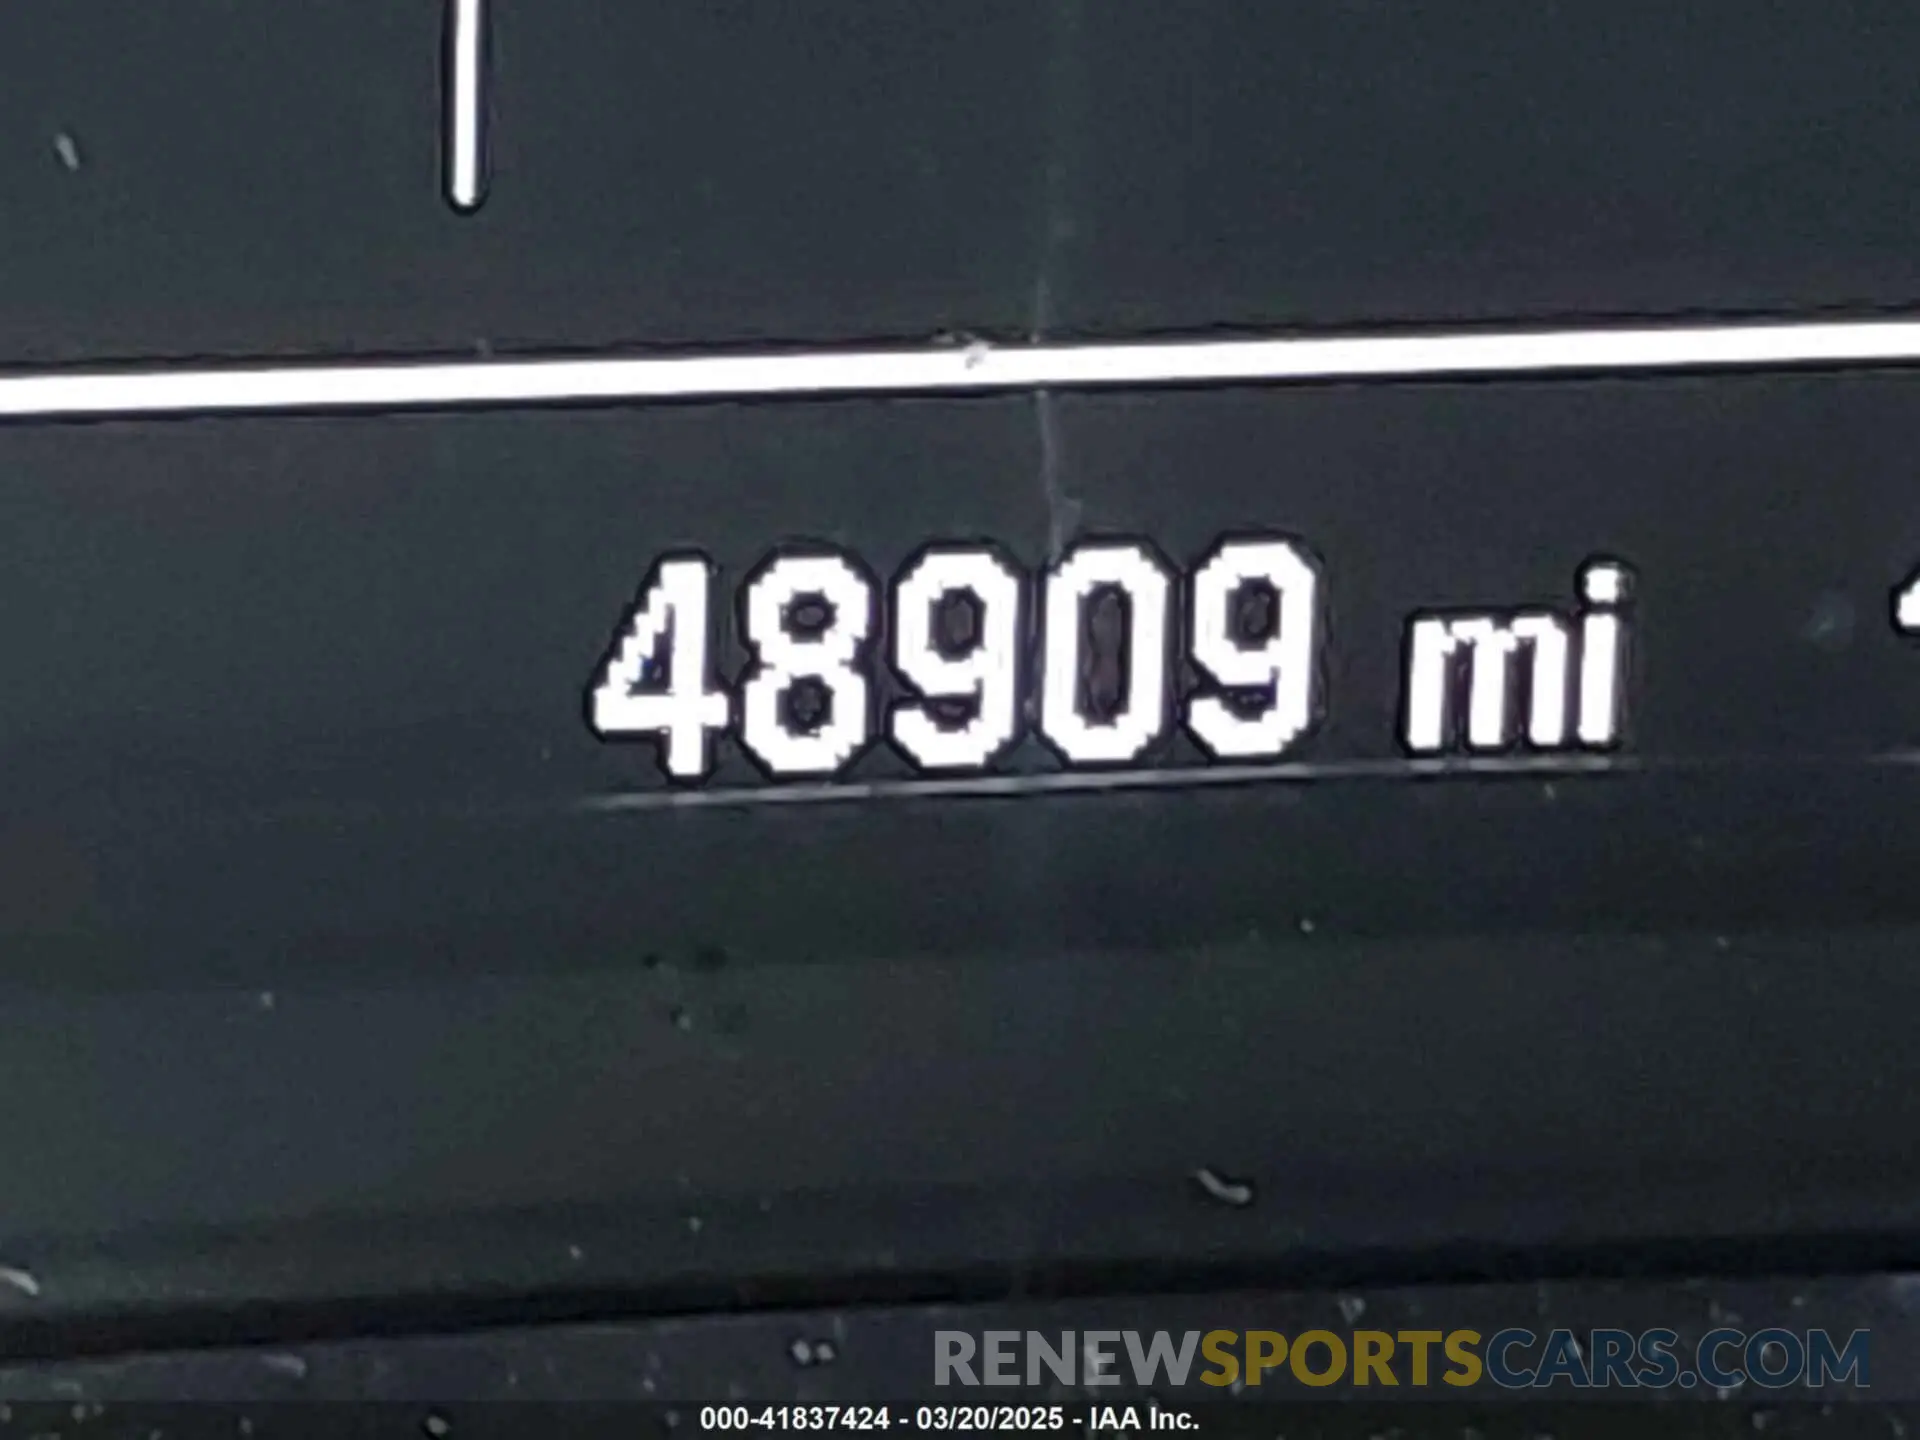 48909 mi
RENEWSPORTSCARS.COM
000-41837424 - 03/20/2025 - IAA Inc.